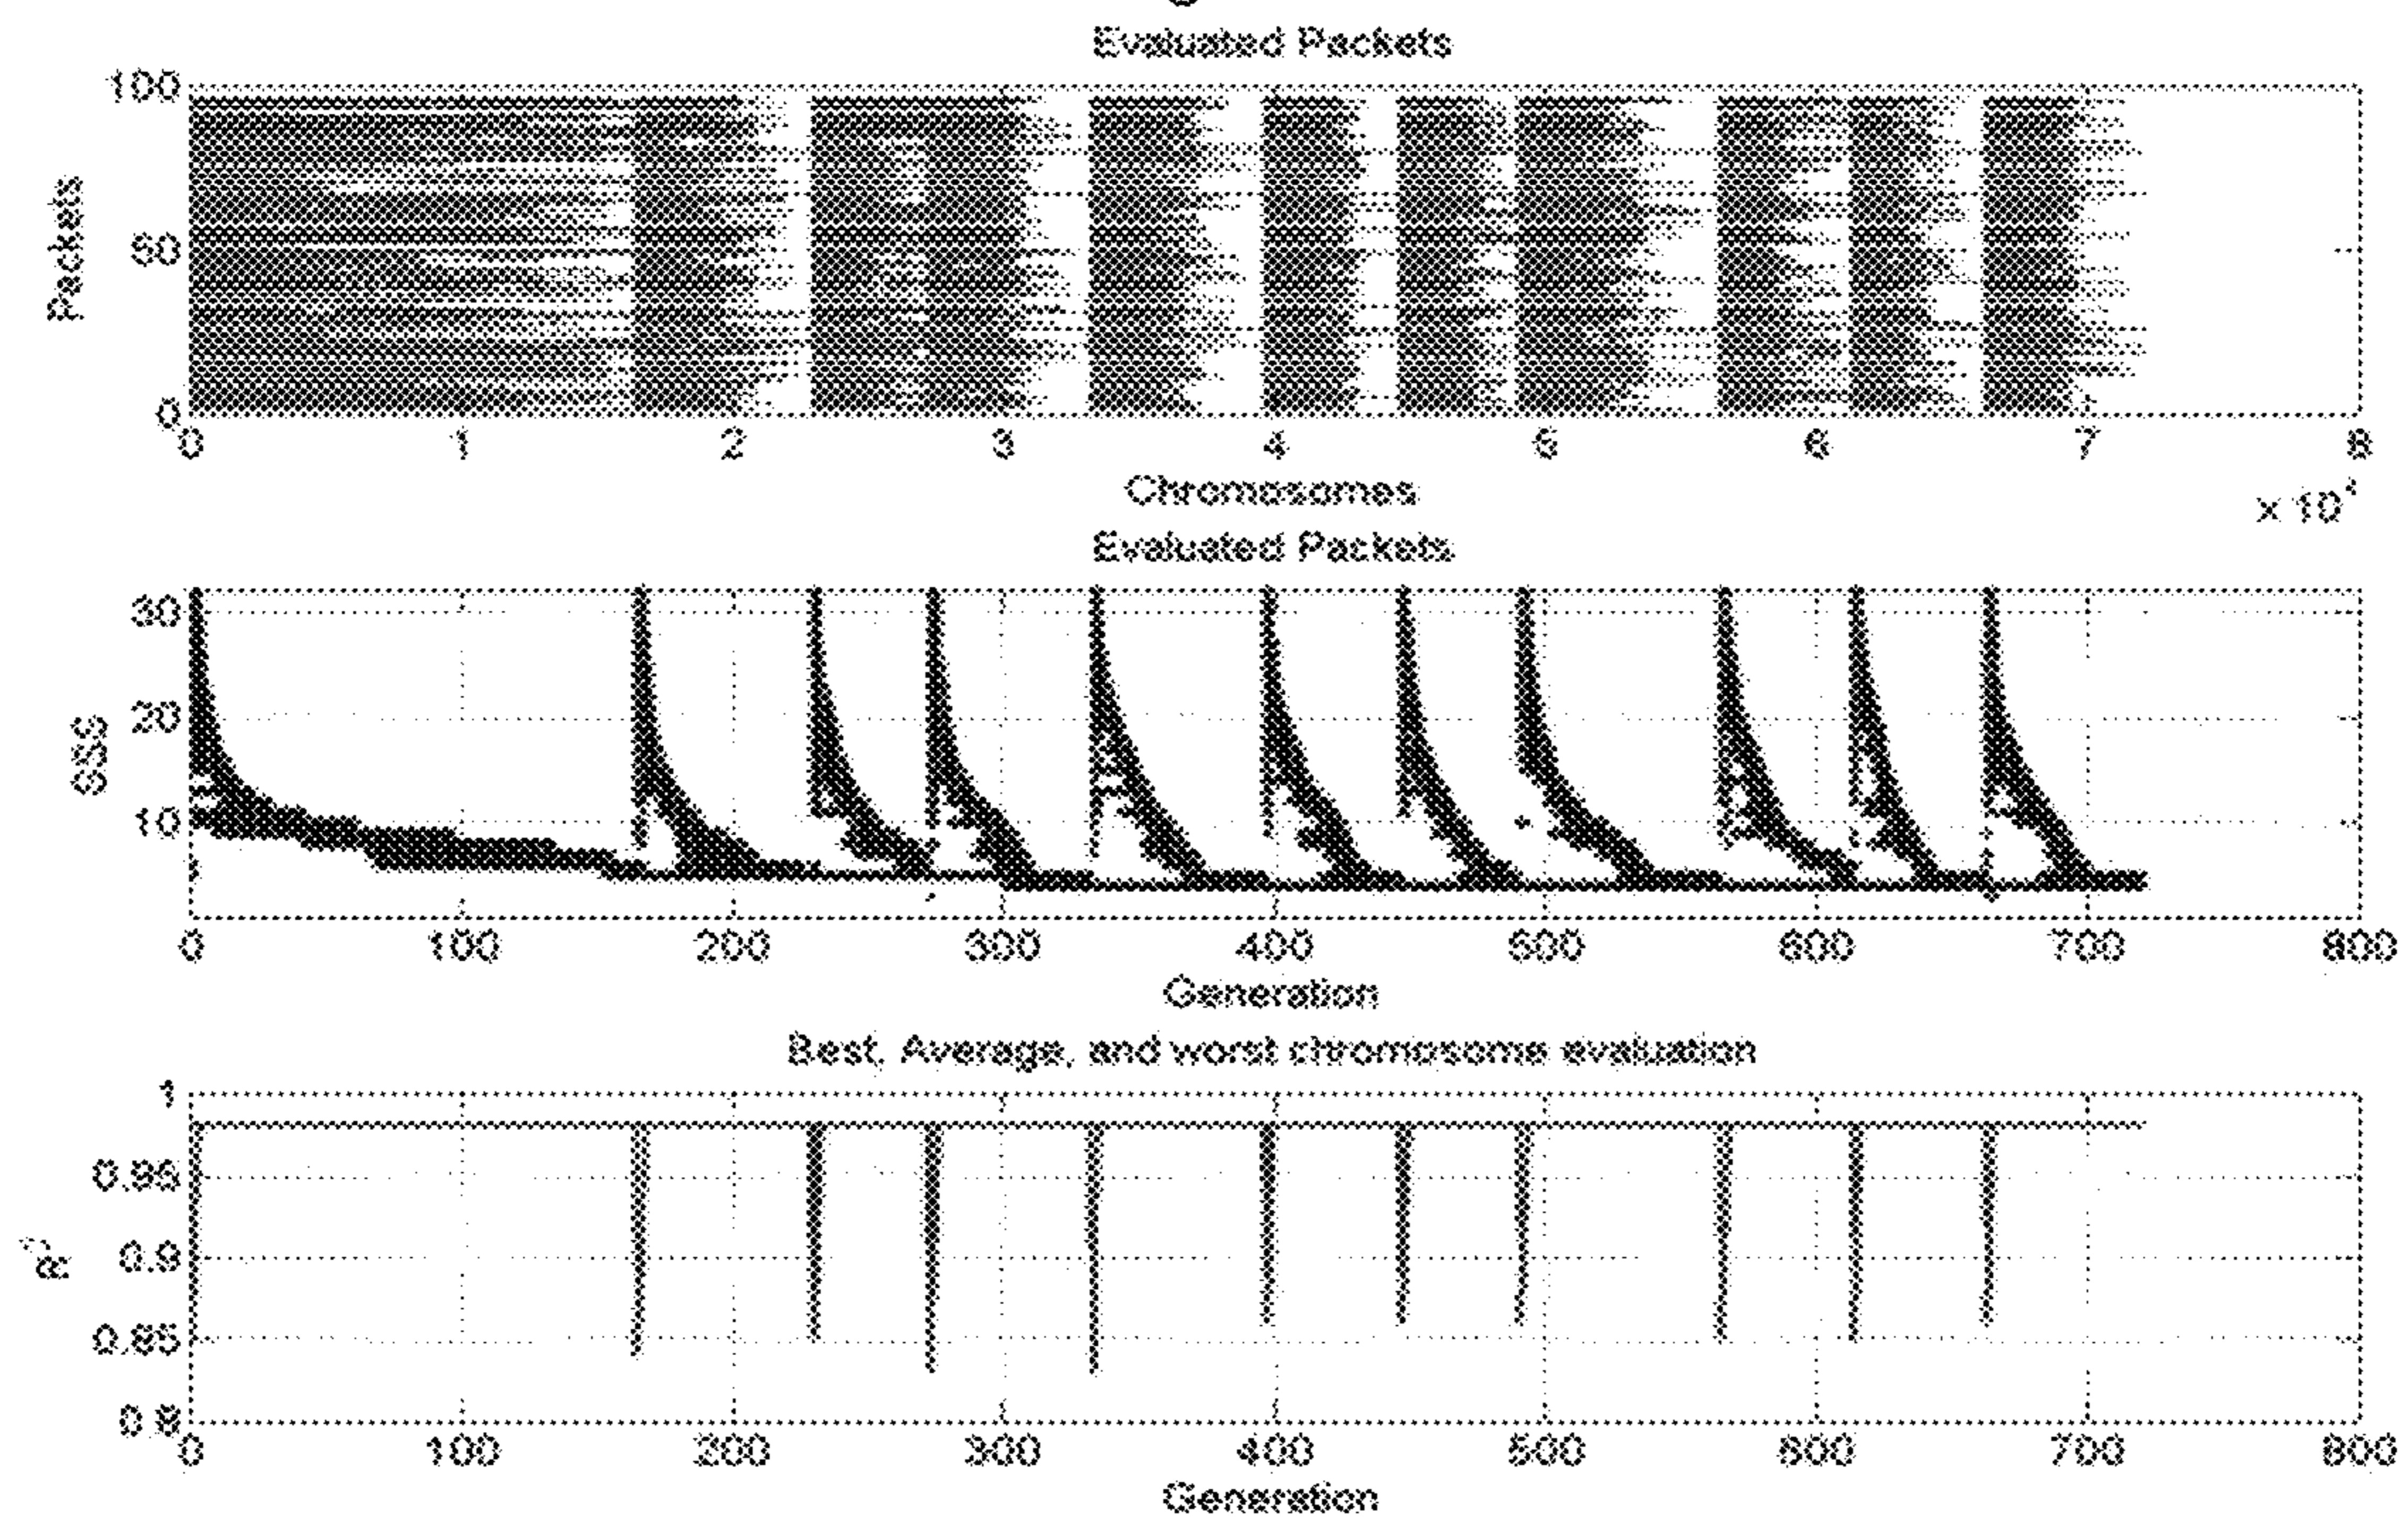 Evaluated Packets
100
50
0
Packets
0 1 2 3 4 5 6 7 8
Chromosomes
x 10⁴
Evaluated Packets
30
20
10
SSS
0 100 200 300 400 500 600 700 800
Generation
Best, Average, and worst chromosome evaluation
1
0.95
0.9
0.85
0.8
0 100 200 300 400 500 600 700 800
Generation